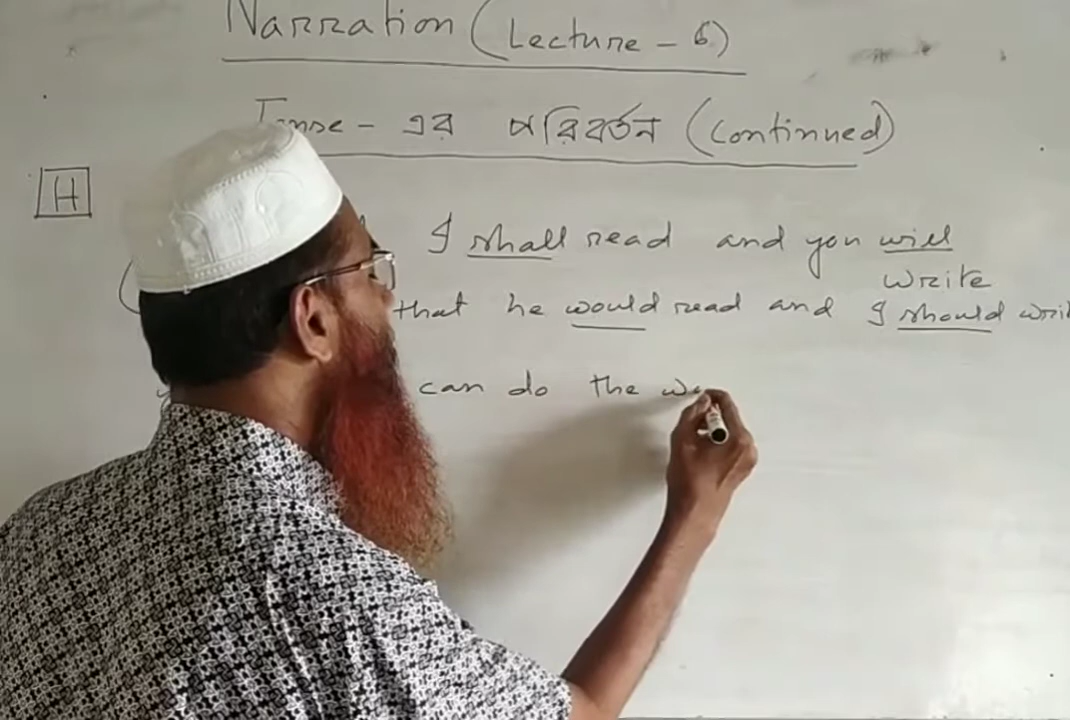 Narration (Lecture - 6)
Tense - এর পরিবর্তন (Continued)
H
I shall read and you will
write
that he would read and I should
can do the